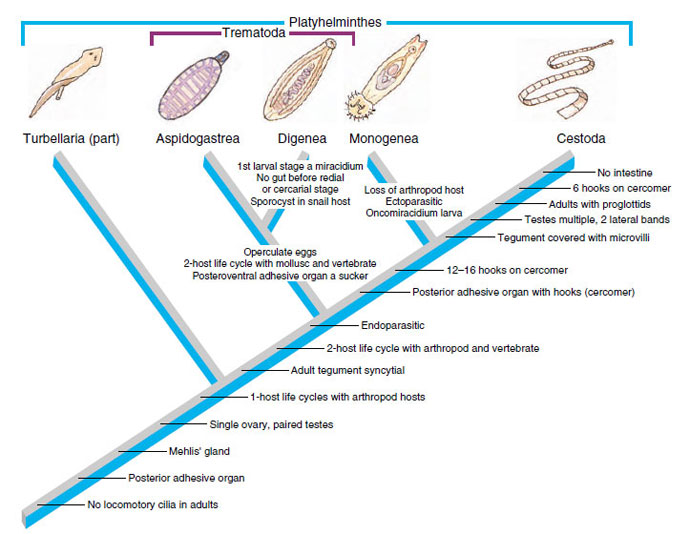 Platyhelminthes
Trematoda
Turbellaria (part)
Aspidogastrea
Digenea
Monogenea
Cestoda
1st larval stage a miracidium
No gut before redial
or cercarial stage
Sporocyst in snail host
Loss of arthropod host
Ectoparasitic
Oncomiracidium larva
No intestine
6 hooks on cercomer
Adults with proglottids
Testes multiple, 2 lateral bands
Tegument covered with microvilli
Operculate eggs
2-host life cycle with mollusc and vertebrate
Posteroventral adhesive organ a sucker
12–16 hooks on cercomer
Posterior adhesive organ with hooks (cercomer)
Endoparasitic
2-host life cycle with arthropod and vertebrate
Adult tegument syncytial
1-host life cycles with arthropod hosts
Single ovary, paired testes
Mehlis' gland
Posterior adhesive organ
No locomotory cilia in adults